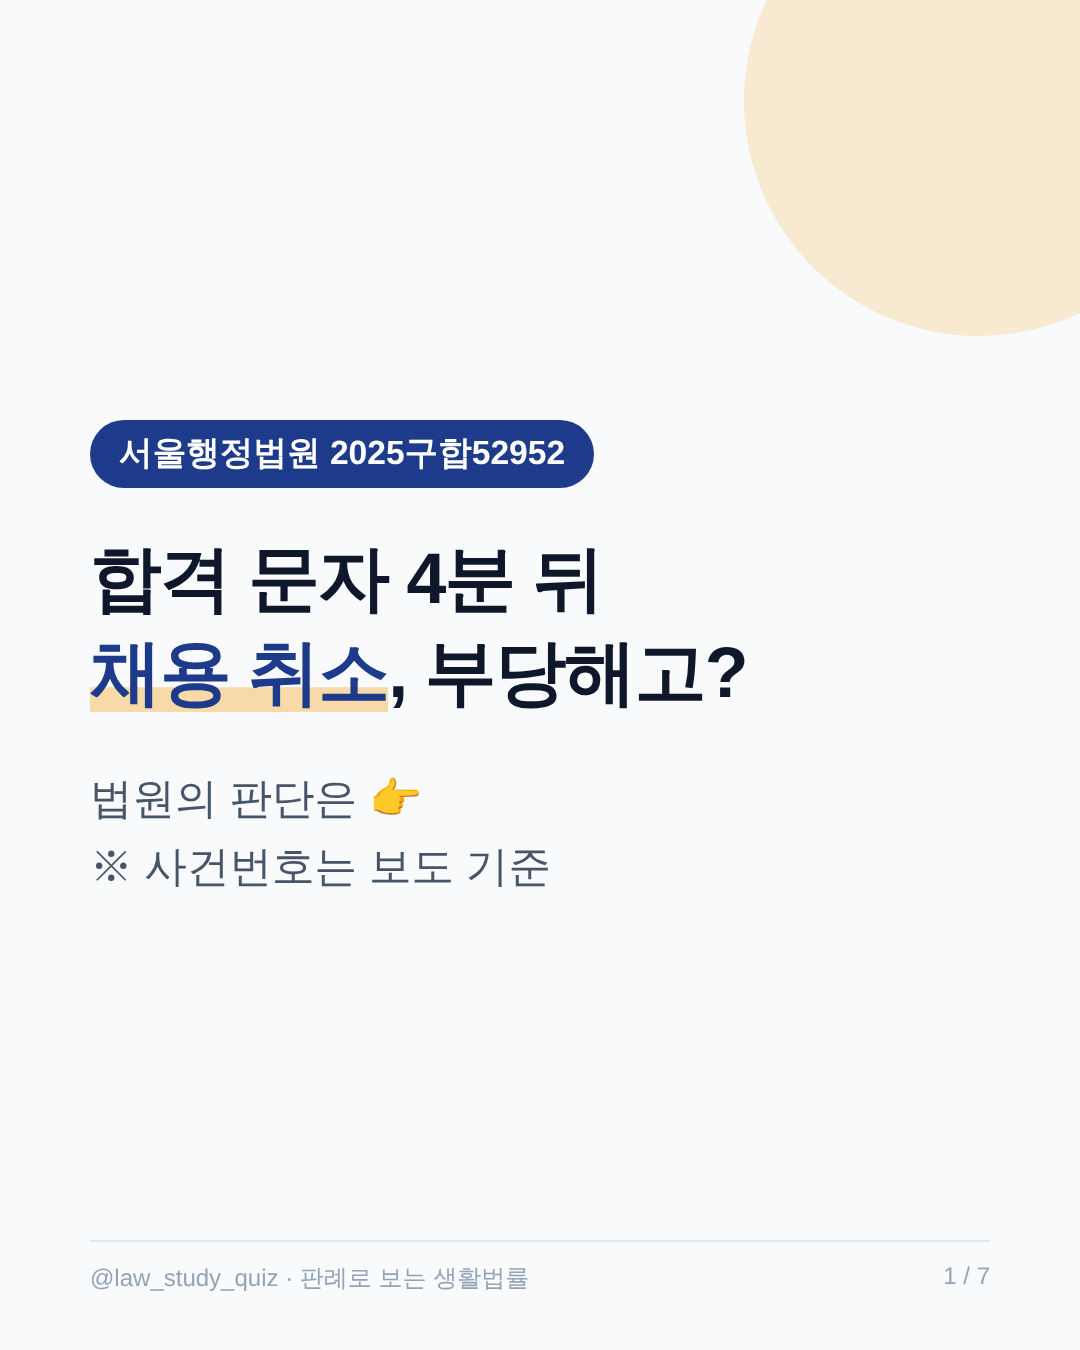 서울행정법원 2025구합52952
합격 문자 4분 뒤
채용 취소, 부당해고?
법원의 판단은 👉
※ 사건번호는 보도 기준
@law_study_quiz · 판례로 보는 생활법률
1 / 7